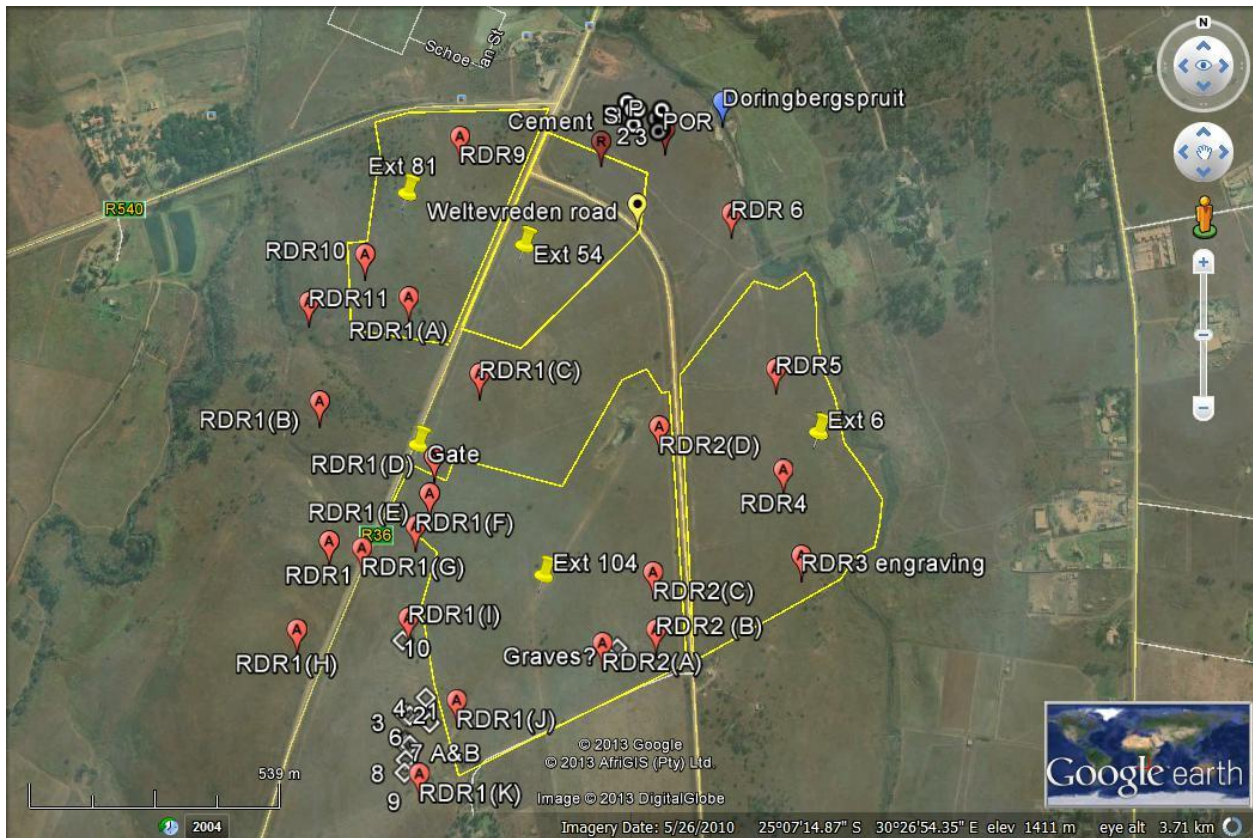 Schoeman St
N
Doringbergspruit
Cement
POR
23
RDR9
Ext 81
R540
Weltevreden road
RDR 6
Ext 54
RDR10
RDR11
RDR1(A)
RDR1(C)
RDR5
RDR1(B)
Ext 6
RDR2(D)
Gate
RDR1(D)
RDR4
RDR1(E)
RDR1(F)
R36
RDR1
RDR1(G)
Ext 104
RDR3 engraving
RDR2(C)
RDR1(I)
RDR2 (B)
10
Graves?
RDR2(A)
RDR1(H)
4
21
3
RDR1(J)
6
7 A&B
8
9
RDR1(K)
539 m
© 2013 Google
© 2013 AfriGIS (Pty) Ltd.
Image © 2013 DigitalGlobe
Google earth
2004
Imagery Date: 5/26/2010 25°07'14.87" S 30°26'54.35" E elev 1411 m eye alt 3.71 km